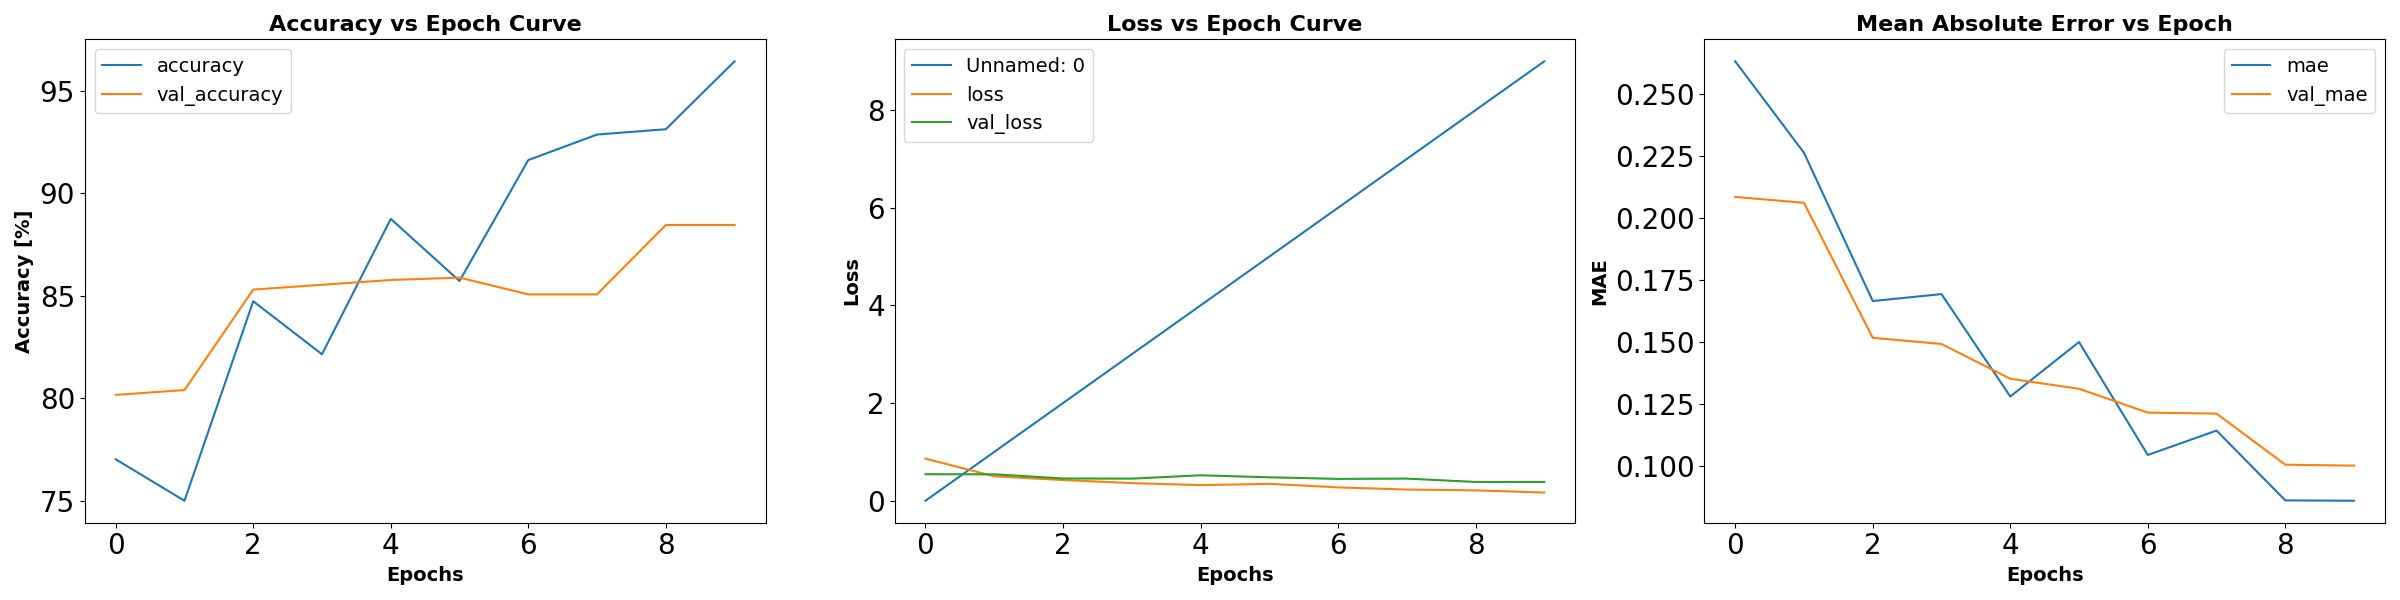 Accuracy vs Epoch Curve
accuracy
val_accuracy
95
90
85
80
75
Accuracy [%]
0 2 4 6 8
Epochs
Loss vs Epoch Curve
Unnamed: 0
loss
val_loss
8
6
4
2
0
Loss
0 2 4 6 8
Epochs
Mean Absolute Error vs Epoch
mae
val_mae
0.250
0.225
0.200
0.175
0.150
0.125
0.100
MAE
0 2 4 6 8
Epochs